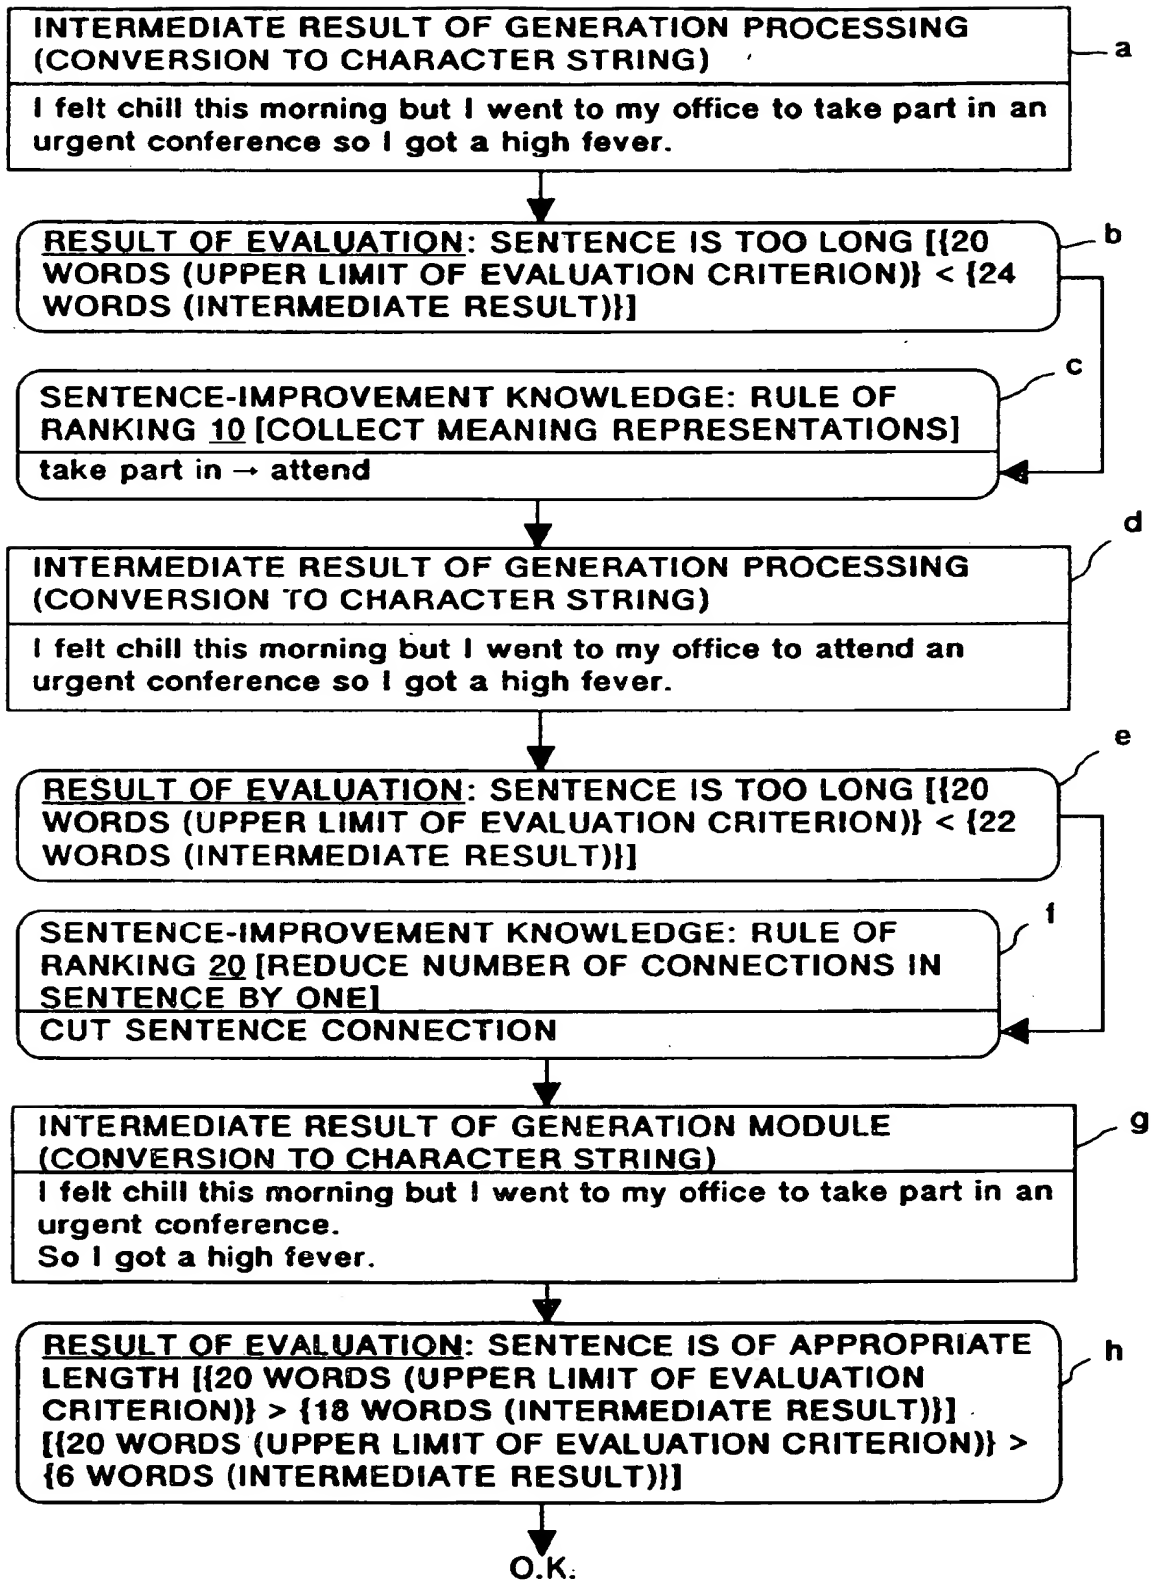 INTERMEDIATE RESULT OF GENERATION PROCESSING
(CONVERSION TO CHARACTER STRING)
a
I felt chill this morning but I went to my office to take part in an
urgent conference so I got a high fever.
RESULT OF EVALUATION: SENTENCE IS TOO LONG [{20
b
WORDS (UPPER LIMIT OF EVALUATION CRITERION)} < {24
WORDS (INTERMEDIATE RESULT)}]
c
SENTENCE-IMPROVEMENT KNOWLEDGE: RULE OF
RANKING 10 [COLLECT MEANING REPRESENTATIONS]
take part in → attend
d
INTERMEDIATE RESULT OF GENERATION PROCESSING
(CONVERSION TO CHARACTER STRING)
I felt chill this morning but I went to my office to attend an
urgent conference so I got a high fever.
e
RESULT OF EVALUATION: SENTENCE IS TOO LONG [{20
WORDS (UPPER LIMIT OF EVALUATION CRITERION)} < {22
WORDS (INTERMEDIATE RESULT)}]
f
SENTENCE-IMPROVEMENT KNOWLEDGE: RULE OF
RANKING 20 [REDUCE NUMBER OF CONNECTIONS IN
SENTENCE BY ONE]
CUT SENTENCE CONNECTION
INTERMEDIATE RESULT OF GENERATION MODULE
g
(CONVERSION TO CHARACTER STRING)
I felt chill this morning but I went to my office to take part in an
urgent conference.
So I got a high fever.
RESULT OF EVALUATION: SENTENCE IS OF APPROPRIATE
h
LENGTH [{20 WORDS (UPPER LIMIT OF EVALUATION
CRITERION)} > {18 WORDS (INTERMEDIATE RESULT)}]
[{20 WORDS (UPPER LIMIT OF EVALUATION CRITERION)} >
{6 WORDS (INTERMEDIATE RESULT)}]
O.K.